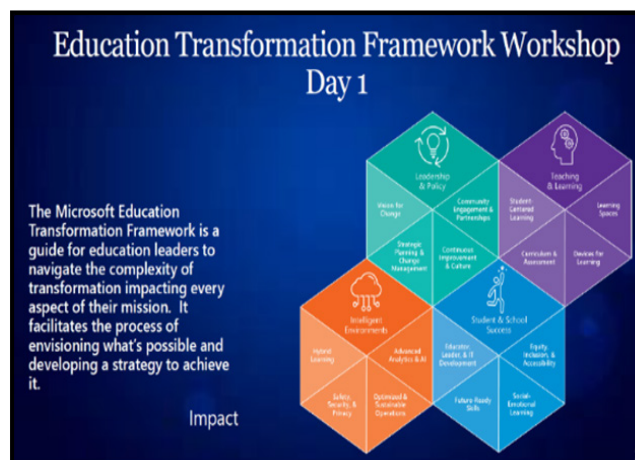 Education Transformation Framework Workshop
Day 1
The Microsoft Education
Transformation Framework is a
guide for education leaders to
navigate the complexity of
transformation impacting every
aspect of their mission. It
facilitates the process of
envisioning what's possible and
developing a strategy to achieve
it.
Impact
Leadership
& Policy
Vision for
Change
Community
Engagement &
Partnerships
Strategic
Planning &
Change
Management
Continuous
Improvement
& Culture
Teaching
& Learning
Student-
Centered
Learning
Learning
Spaces
Curriculum &
Assessment
Devices for
Learning
Intelligent
Environments
Hybrid
Learning
Advanced
Analytics & AI
Safety,
Security, &
Privacy
Optimized &
Sustainable
Operations
Student & School
Success
Educator,
Leader, & IT
Development
Equity,
Inclusion, &
Accessibility
Future-Ready
Skills
Social-
Emotional
Learning